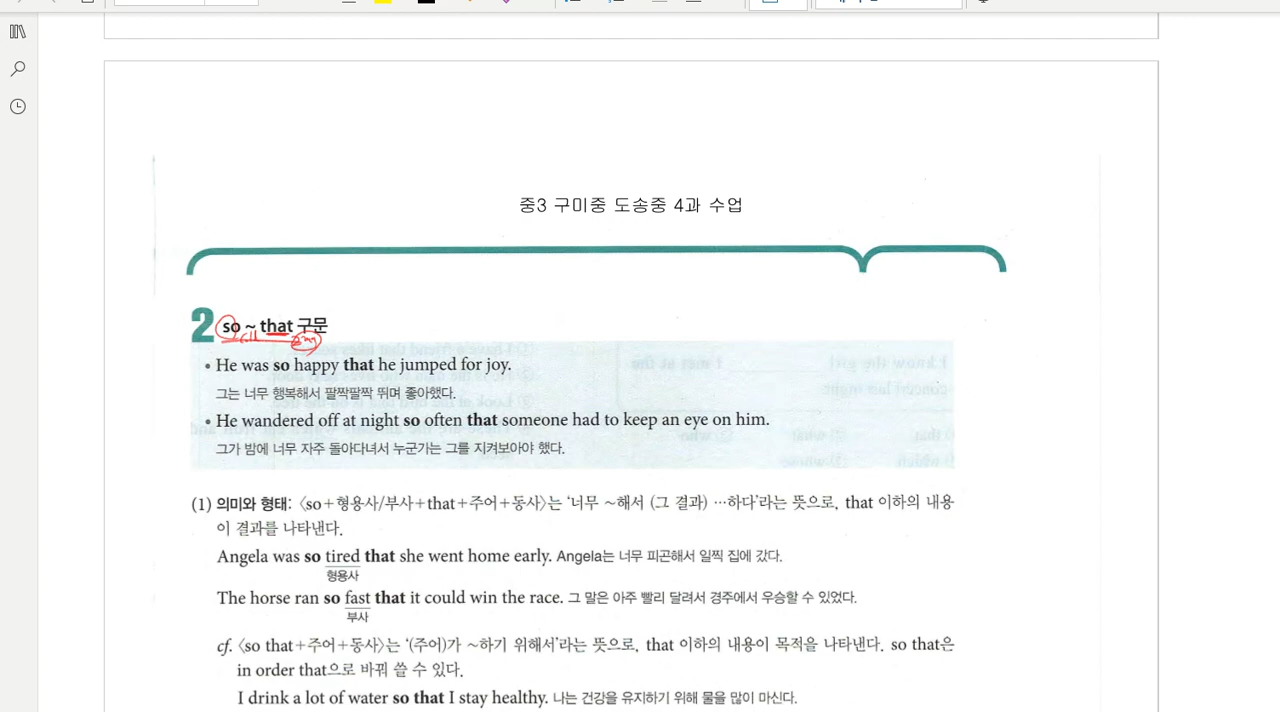 중3 구미중 도송중 4과 수업
2 so ~ that 구문
• He was so happy that he jumped for joy.
그는 너무 행복해서 팔짝팔짝 뛰며 좋아했다.
• He wandered off at night so often that someone had to keep an eye on him.
그가 밤에 너무 자주 돌아다녀서 누군가는 그를 지켜보아야 했다.
(1) 의미와 형태: 〈so+형용사/부사+that+주어+동사〉는 '너무 ~해서 (그 결과) …하다'라는 뜻으로, that 이하의 내용
이 결과를 나타낸다.
Angela was so tired that she went home early. Angela는 너무 피곤해서 일찍 집에 갔다.
형용사
The horse ran so fast that it could win the race. 그 말은 아주 빨리 달려서 경주에서 우승할 수 있었다.
부사
cf. 〈so that+주어+동사〉는 '(주어)가 ~하기 위해서'라는 뜻으로, that 이하의 내용이 목적을 나타낸다. so that은
in order that으로 바꿔 쓸 수 있다.
I drink a lot of water so that I stay healthy. 나는 건강을 유지하기 위해 물을 많이 마신다.